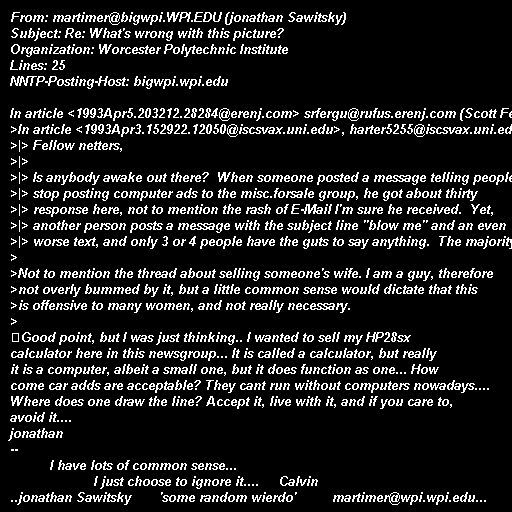 From: martimer@bigwpi.WPI.EDU (jonathan Sawitsky)
Subject: Re: What's wrong with this picture?
Organization: Worcester Polytechnic Institute
Lines: 25
NNTP-Posting-Host: bigwpi.wpi.edu

In article <1993Apr5.203212.28284@erenj.com> srfergu@rufus.erenj.com (Scott Fe
>In article <1993Apr3.152922.12050@iscsvax.uni.edu>, harter5255@iscsvax.uni.ed
>|> Fellow netters,
>|>
>|> Is anybody awake out there?  When someone posted a message telling people
>|> stop posting computer ads to the misc.forsale group, he got about thirty
>|> response here, not to mention the rash of E-Mail I'm sure he received.  Yet,
>|> another person posts a message with the subject line "blow me" and an even
>|> worse text, and only 3 or 4 people have the guts to say anything.  The majority
>
>Not to mention the thread about selling someone's wife. I am a guy, therefore
>not overly bummed by it, but a little common sense would dictate that this
>is offensive to many women, and not really necessary.
>
Good point, but I was just thinking.. I wanted to sell my HP28sx
calculator here in this newsgroup... It is called a calculator, but really
it is a computer, albeit a small one, but it does function as one... How
come car adds are acceptable? They cant run without computers nowadays....
Where does one draw the line? Accept it, live with it, and if you care to,
avoid it....
jonathan
--
I have lots of common sense...
I just choose to ignore it....     Calvin
..jonathan Sawitsky       'some random wierdo'         martimer@wpi.wpi.edu...